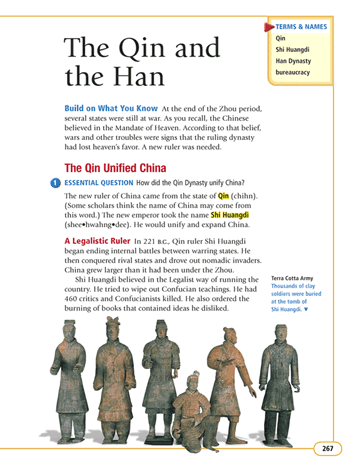 The Qin and
the Han
TERMS & NAMES
Qin
Shi Huangdi
Han Dynasty
bureaucracy
Build on What You Know At the end of the Zhou period,
several states were still at war. As you recall, the Chinese
believed in the Mandate of Heaven. According to that belief,
wars and other troubles were signs that the ruling dynasty
had lost heaven's favor. A new ruler was needed.
The Qin Unified China
1 ESSENTIAL QUESTION How did the Qin Dynasty unify China?
The new ruler of China came from the state of Qin (chihn).
(Some scholars think the name of China may come from
this word.) The new emperor took the name Shi Huangdi
(shee•hwahng•dee). He would unify and expand China.
A Legalistic Ruler In 221 B.C., Qin ruler Shi Huangdi
began ending internal battles between warring states. He
then conquered rival states and drove out nomadic invaders.
China grew larger than it had been under the Zhou.
Shi Huangdi believed in the Legalist way of running the
country. He tried to wipe out Confucian teachings. He had
460 critics and Confucianists killed. He also ordered the
burning of books that contained ideas he disliked.
Terra Cotta Army
Thousands of clay
soldiers were buried
at the tomb of
Shi Huangdi. ▼
267